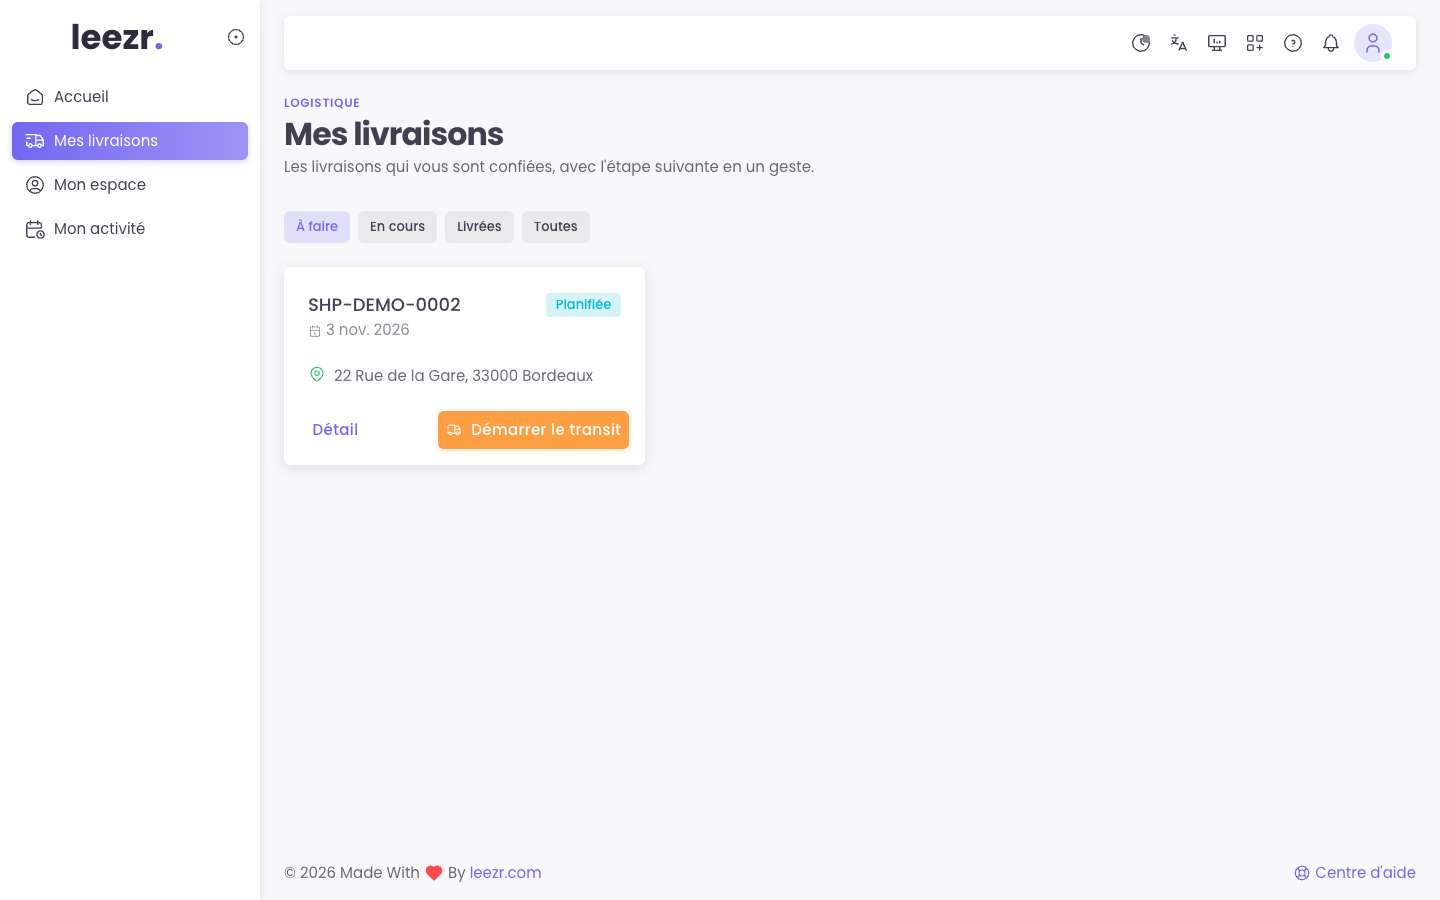 leezr.
Accueil
Mes livraisons
Mon espace
Mon activité
LOGISTIQUE
Mes livraisons
Les livraisons qui vous sont confiées, avec l'étape suivante en un geste.
À faire
En cours
Livrées
Toutes
SHP-DEMO-0002
Planifiée
3 nov. 2026
22 Rue de la Gare, 33000 Bordeaux
Détail
Démarrer le transit
© 2026 Made With ❤ By leezr.com
Centre d'aide